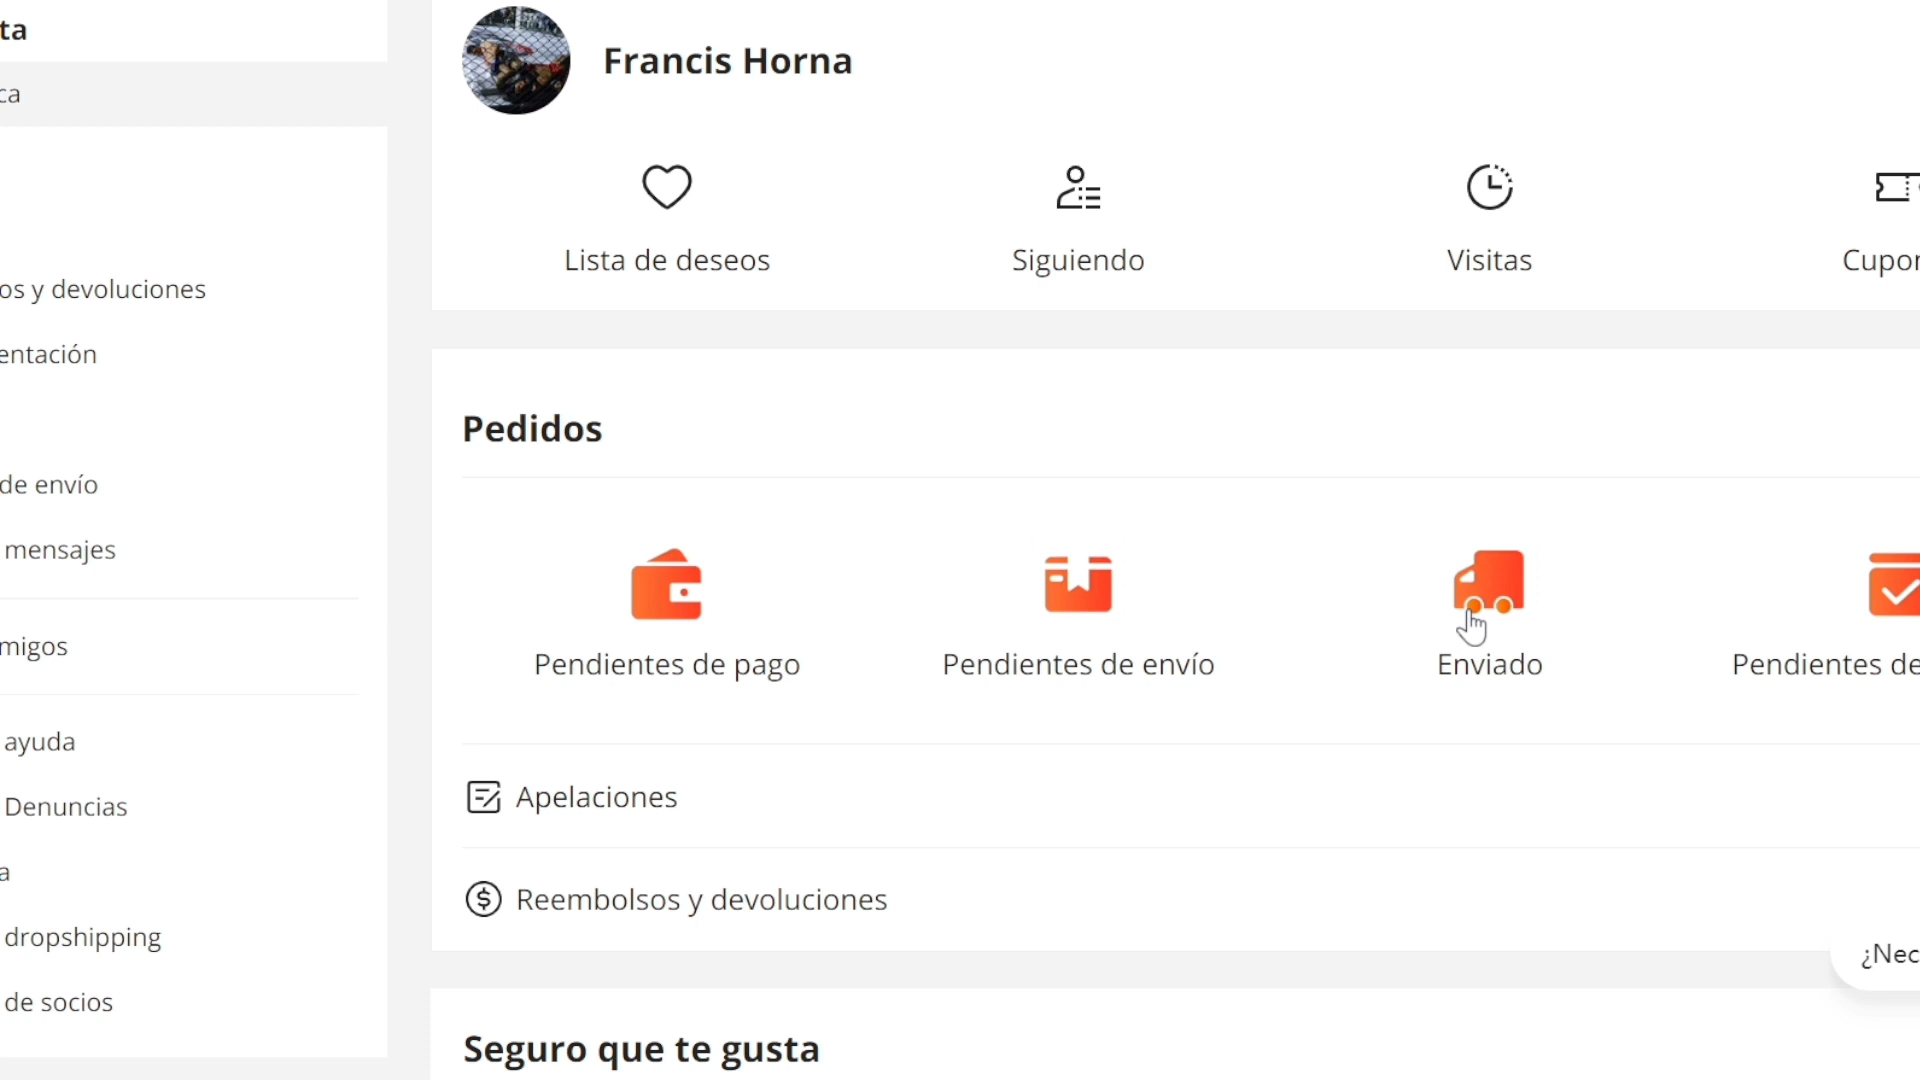 ta
ca
os y devoluciones
entación
de envío
mensajes
migos
ayuda
Denuncias
a
dropshipping
de socios
Francis Horna
Lista de deseos
Siguiendo
Visitas
Cupon
Pedidos
Pendientes de pago
Pendientes de envío
Enviado
Pendientes de
Apelaciones
Reembolsos y devoluciones
¿Nec
Seguro que te gusta